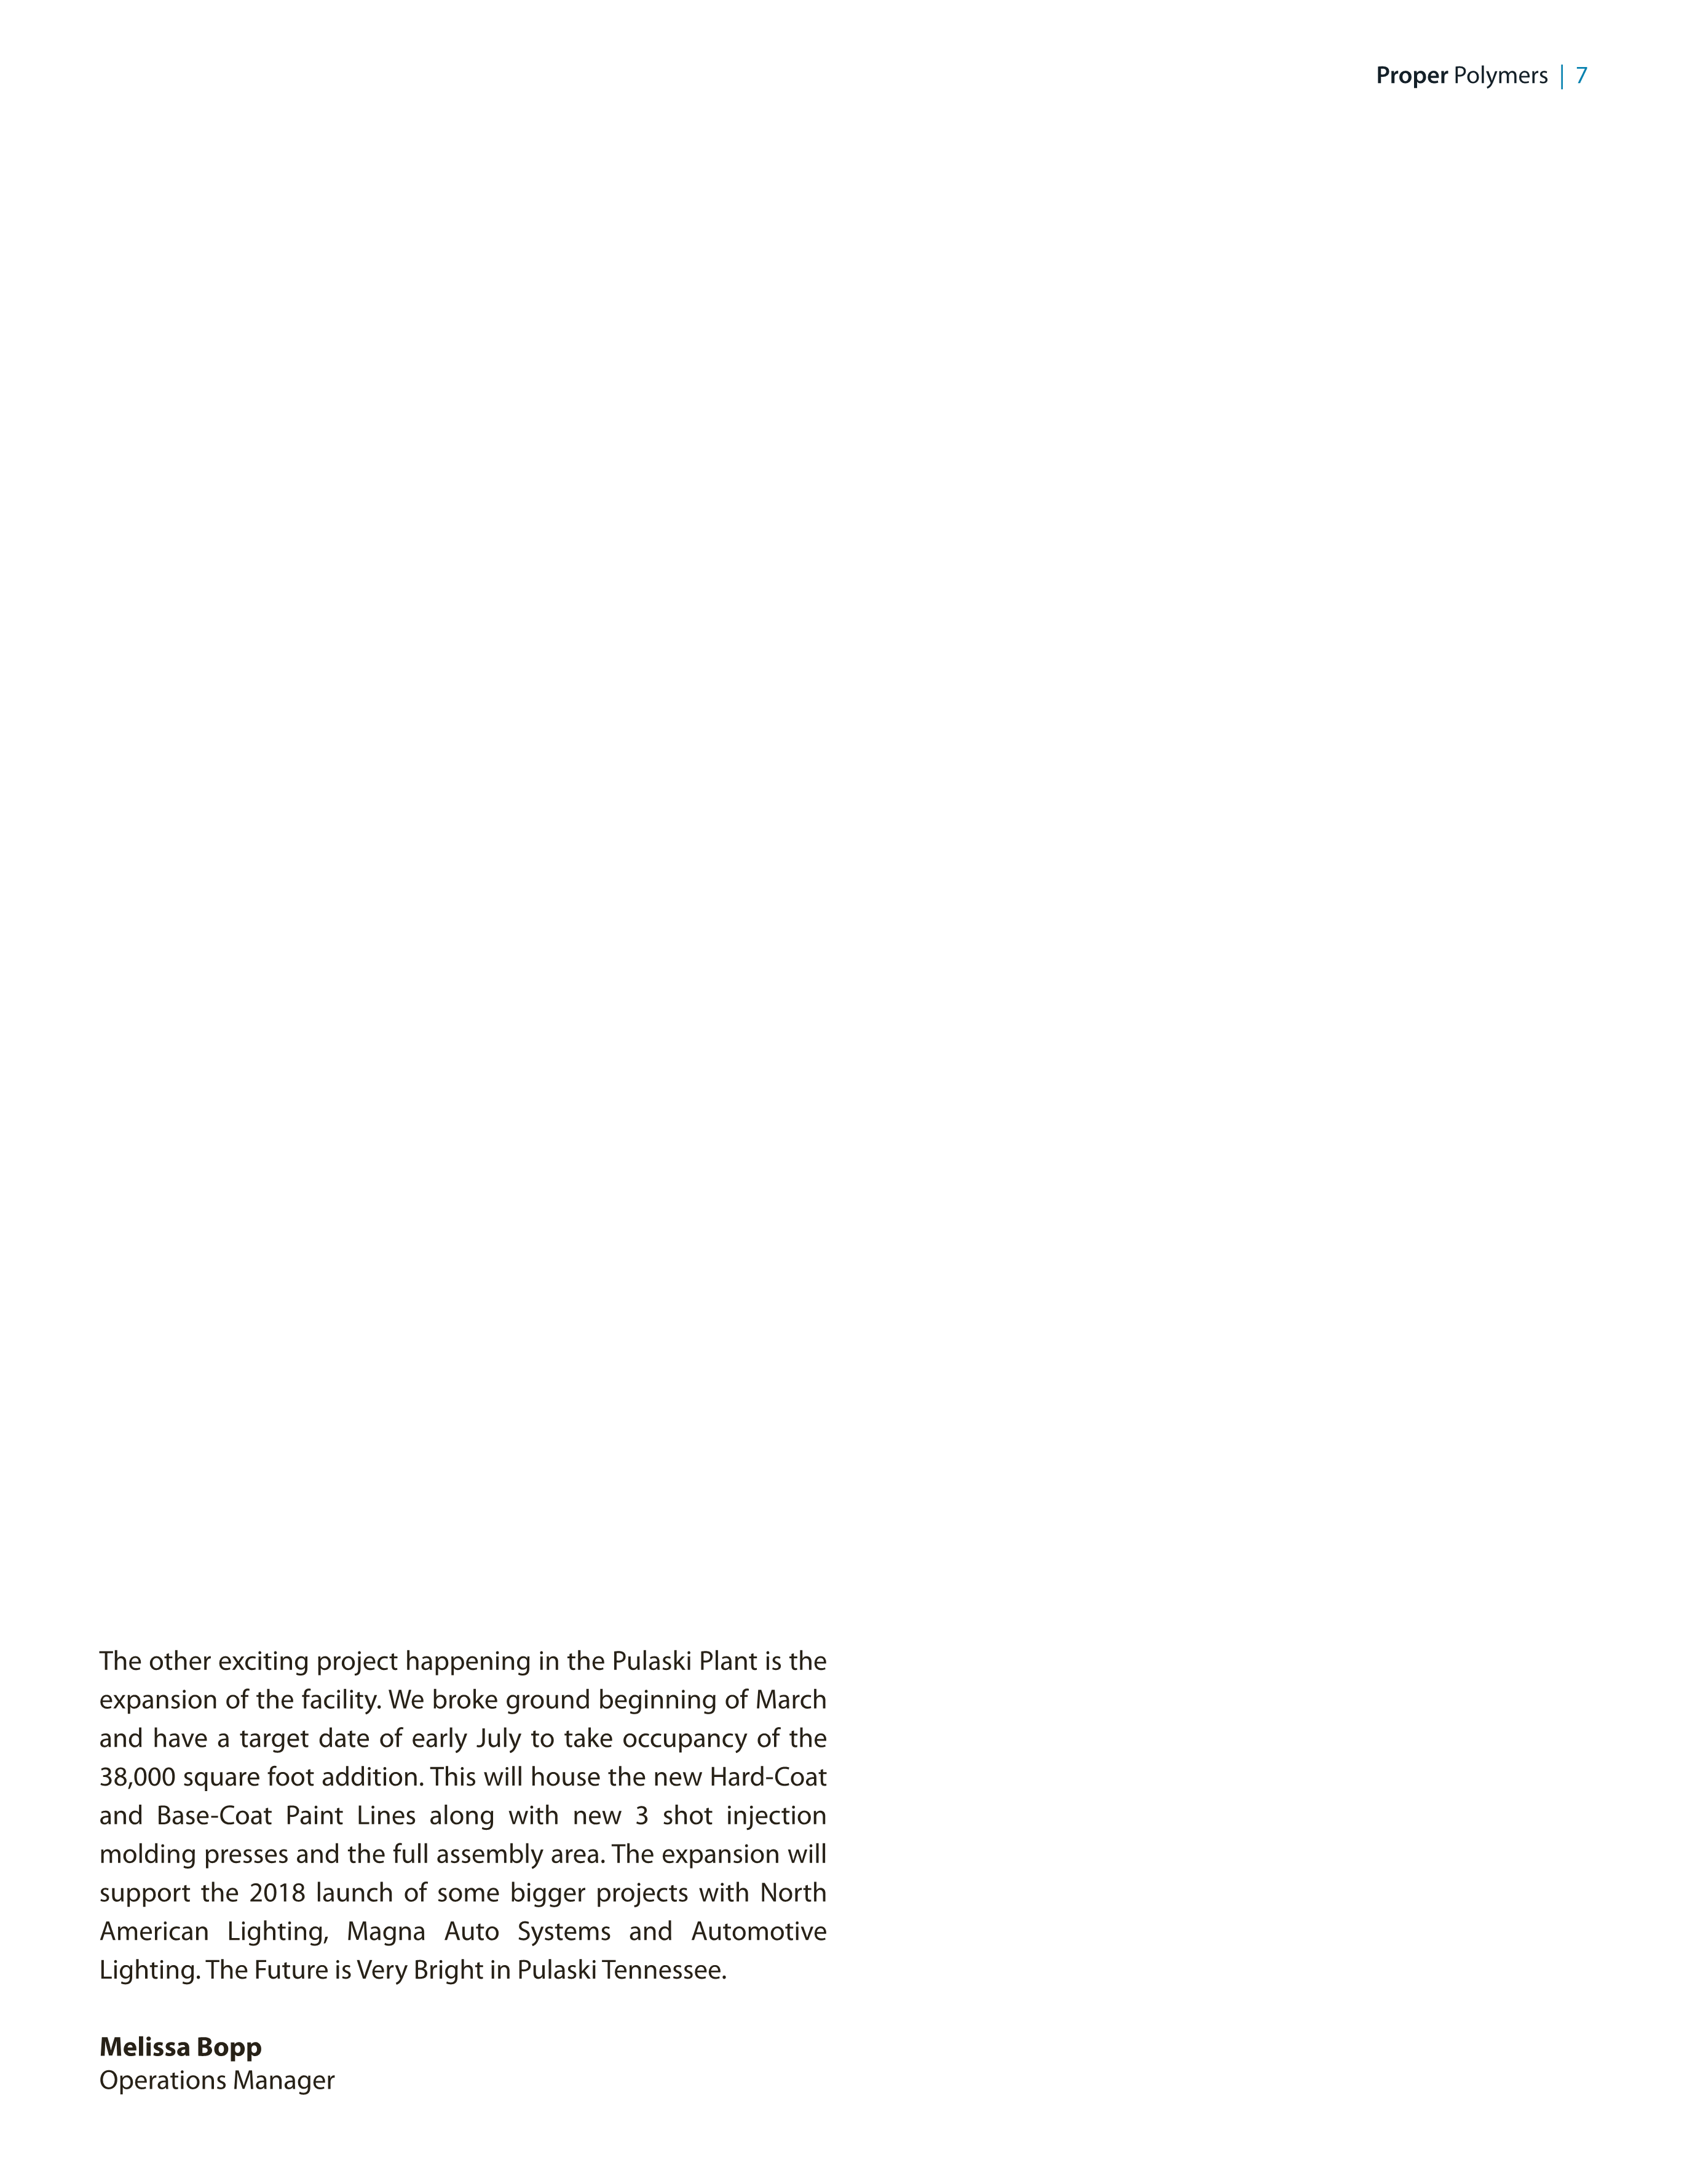 Proper Polymers | 7
The other exciting project happening in the Pulaski Plant is the
expansion of the facility. We broke ground beginning of March
and have a target date of early July to take occupancy of the
38,000 square foot addition. This will house the new Hard-Coat
and Base-Coat Paint Lines along with new 3 shot injection
molding presses and the full assembly area. The expansion will
support the 2018 launch of some bigger projects with North
American Lighting, Magna Auto Systems and Automotive
Lighting. The Future is Very Bright in Pulaski Tennessee.
Melissa Bopp
Operations Manager